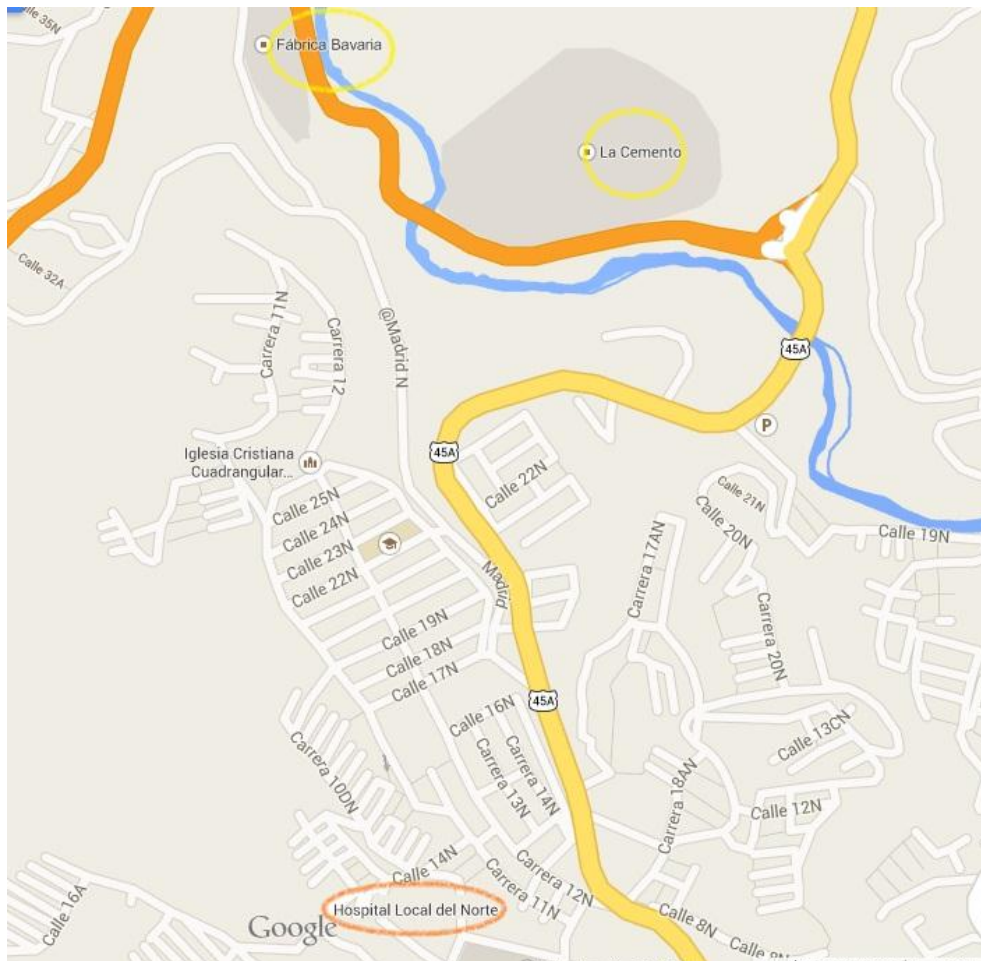 Calle 35N
Fábrica Bavaria
La Cemento
Calle 32A
Carrera 11N
Carrera 12
@Madrid N
45A
45A
P
Iglesia Cristiana
Cuadrangular...
Calle 22N
Calle 21N
Calle 20N
Calle 19N
Calle 25N
Calle 24N
Calle 23N
Calle 22N
Madrid
Carrera 17AN
Carrera 20N
Calle 19N
Calle 18N
Calle 17N
45A
Calle 16N
Calle 13CN
Carrera 10DN
Carrera 13N
Carrera 14N
Carrera 18AN
Calle 12N
Calle 14N
Carrera 12N
Carrera 11N
Calle 16A
Hospital Local del Norte
Google
Calle 8N
Calle 8N